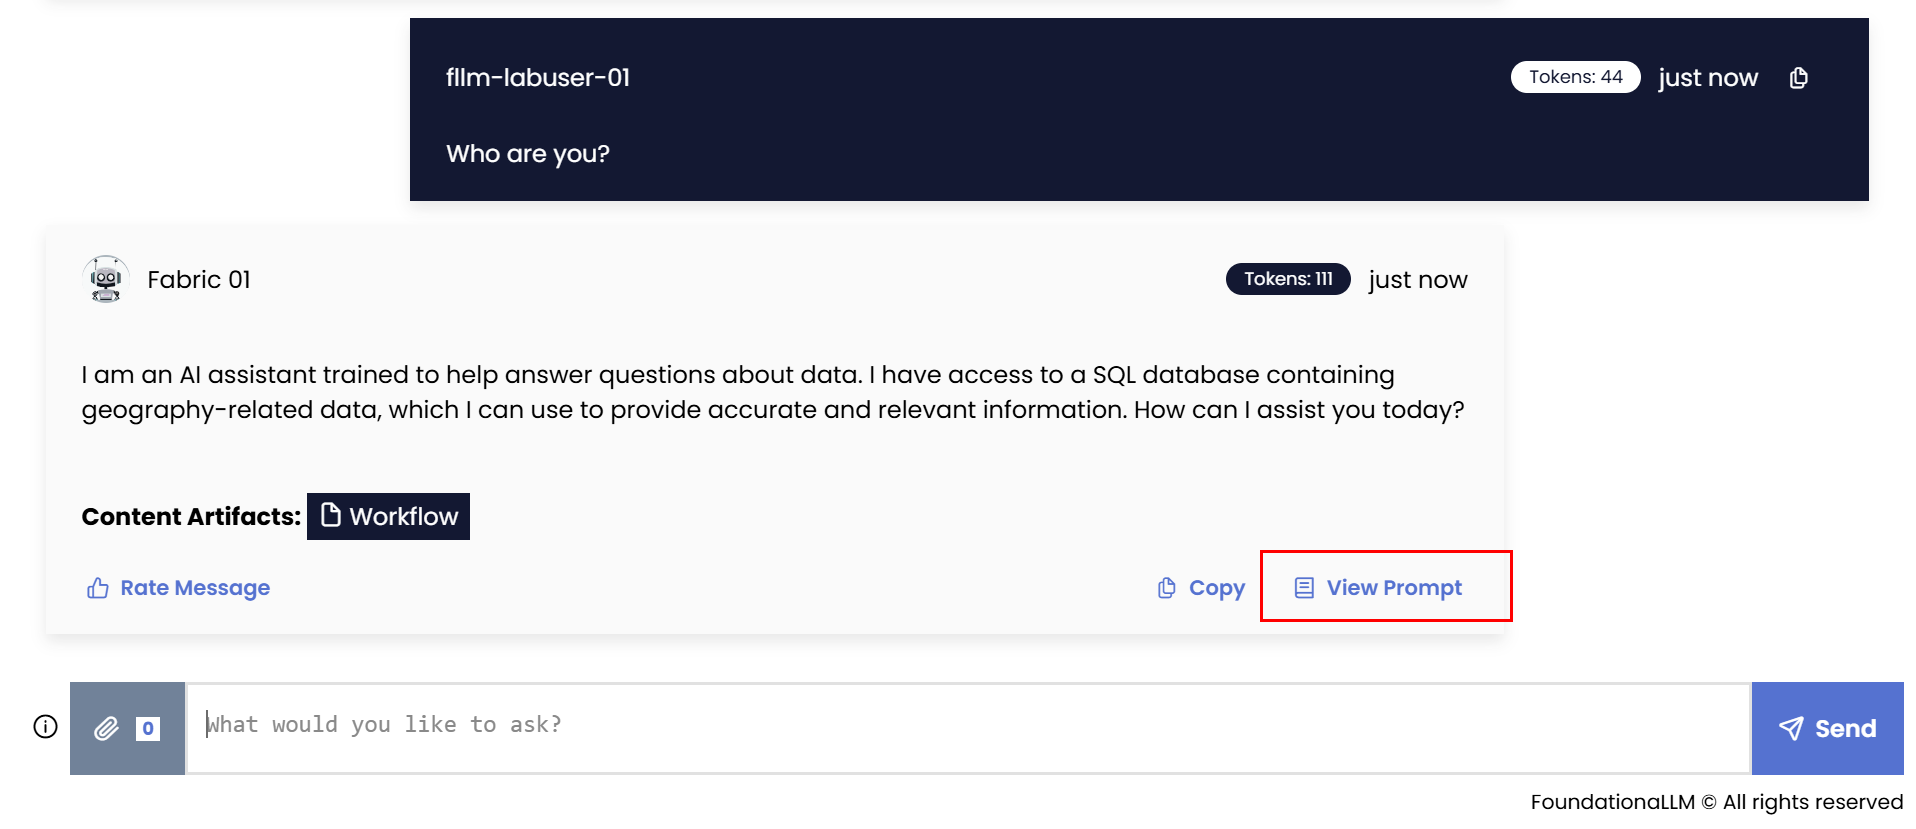 fllm-labuser-01
Tokens: 44
just now
Who are you?
Fabric 01
Tokens: 111
just now
I am an AI assistant trained to help answer questions about data. I have access to a SQL database containing
geography-related data, which I can use to provide accurate and relevant information. How can I assist you today?
Content Artifacts: Workflow
Rate Message
Copy
View Prompt
0
What would you like to ask?
Send
FoundationaLLM © All rights reserved